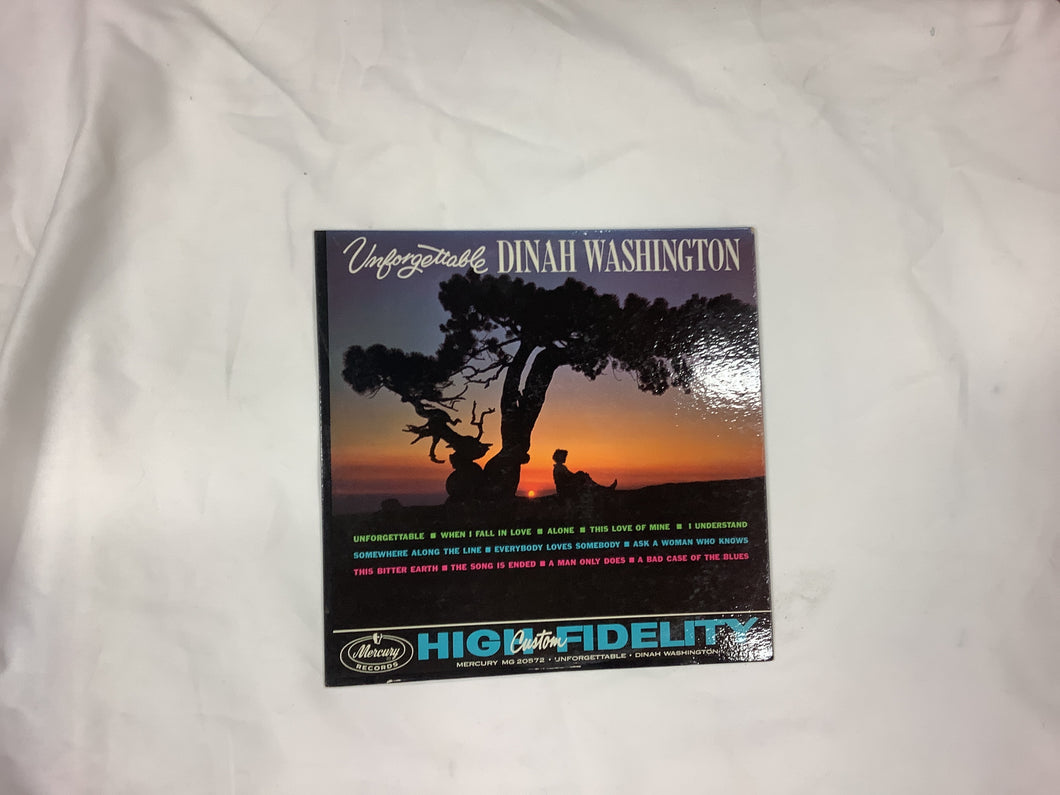 Unforgettable DINAH WASHINGTON
UNFORGETTABLE ■ WHEN I FALL IN LOVE ■ ALONE ■ THIS LOVE OF MINE ■ I UNDERSTAND
SOMEWHERE ALONG THE LINE ■ EVERYBODY LOVES SOMEBODY ■ ASK A WOMAN WHO KNOWS
THIS BITTER EARTH ■ THE SONG IS ENDED ■ A MAN ONLY DOES ■ A BAD CASE OF THE BLUES
Mercury RECORDS
HIGH Custom FIDELITY
MERCURY MG 20572 • UNFORGETTABLE • DINAH WASHINGTON